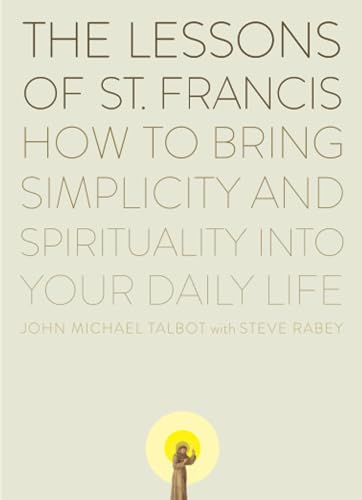 THE LESSONS
OF ST. FRANCIS
HOW TO BRING
SIMPLICITY AND
SPIRITUALITY INTO
YOUR DAILY LIFE
JOHN MICHAEL TALBOT with STEVE RABEY